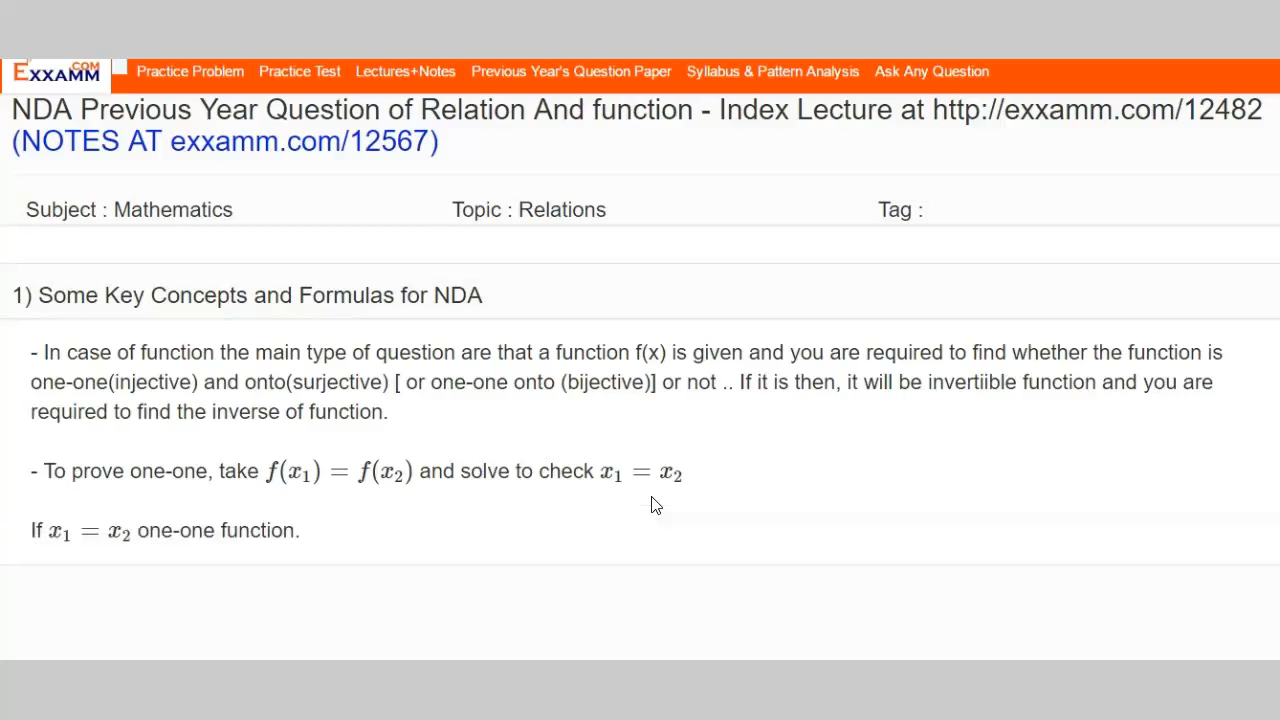 .COM
EXXAMM
Practice Problem Practice Test Lectures+Notes Previous Year's Question Paper Syllabus & Pattern Analysis Ask Any Question
NDA Previous Year Question of Relation And function - Index Lecture at http://exxamm.com/12482
(NOTES AT exxamm.com/12567)
Subject : Mathematics Topic : Relations Tag :
1) Some Key Concepts and Formulas for NDA
- In case of function the main type of question are that a function f(x) is given and you are required to find whether the function is
one-one(injective) and onto(surjective) [ or one-one onto (bijective)] or not .. If it is then, it will be invertiible function and you are
required to find the inverse of function.
- To prove one-one, take f(x₁) = f(x₂) and solve to check x₁ = x₂
If x₁ = x₂ one-one function.